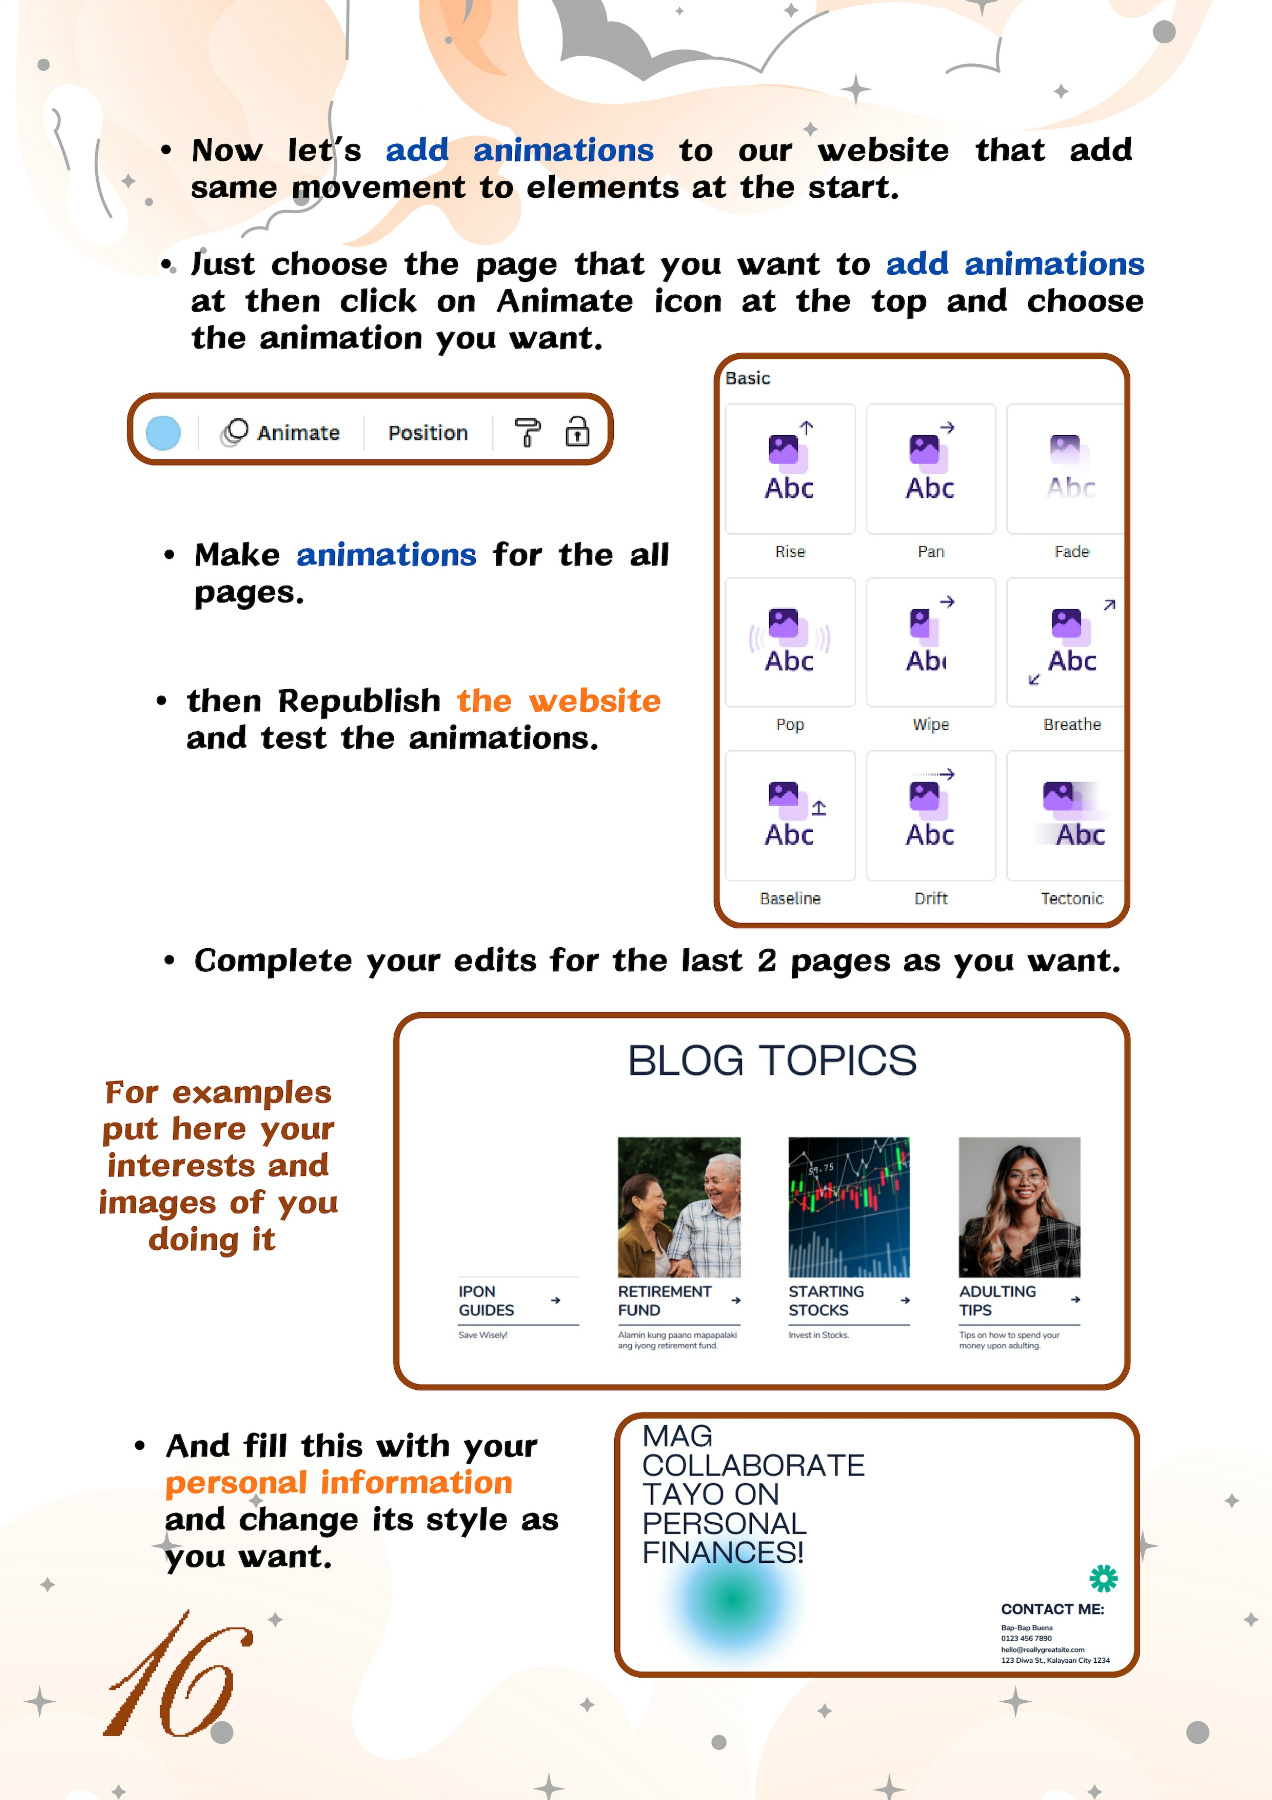 • Now let's add animations to our website that add
same movement to elements at the start.
• Just choose the page that you want to add animations
at then click on Animate icon at the top and choose
the animation you want.
Animate Position
Basic
Abc Abc Abc
Rise Pan Fade
Abc Abc Abc
Pop Wipe Breathe
Abc Abc Abc
Baseline Drift Tectonic
• Make animations for the all
pages.
• then Republish the website
and test the animations.
• Complete your edits for the last 2 pages as you want.
For examples
put here your
interests and
images of you
doing it
BLOG TOPICS
59.75
IPON
GUIDES
Save Wisely!
RETIREMENT
FUND
Alamin kung paano mapapalaki
ang iyong retirement fund.
STARTING
STOCKS
Invest in Stocks.
ADULTING
TIPS
Tips on how to spend your
money upon adulting.
• And fill this with your
personal information
and change its style as
you want.
MAG
COLLABORATE
TAYO ON
PERSONAL
FINANCES!
CONTACT ME:
Bap-Bap Buena
0123 456 7890
hello@reallygreatsite.com
123 Diwa St., Kalayaan City 1234
16